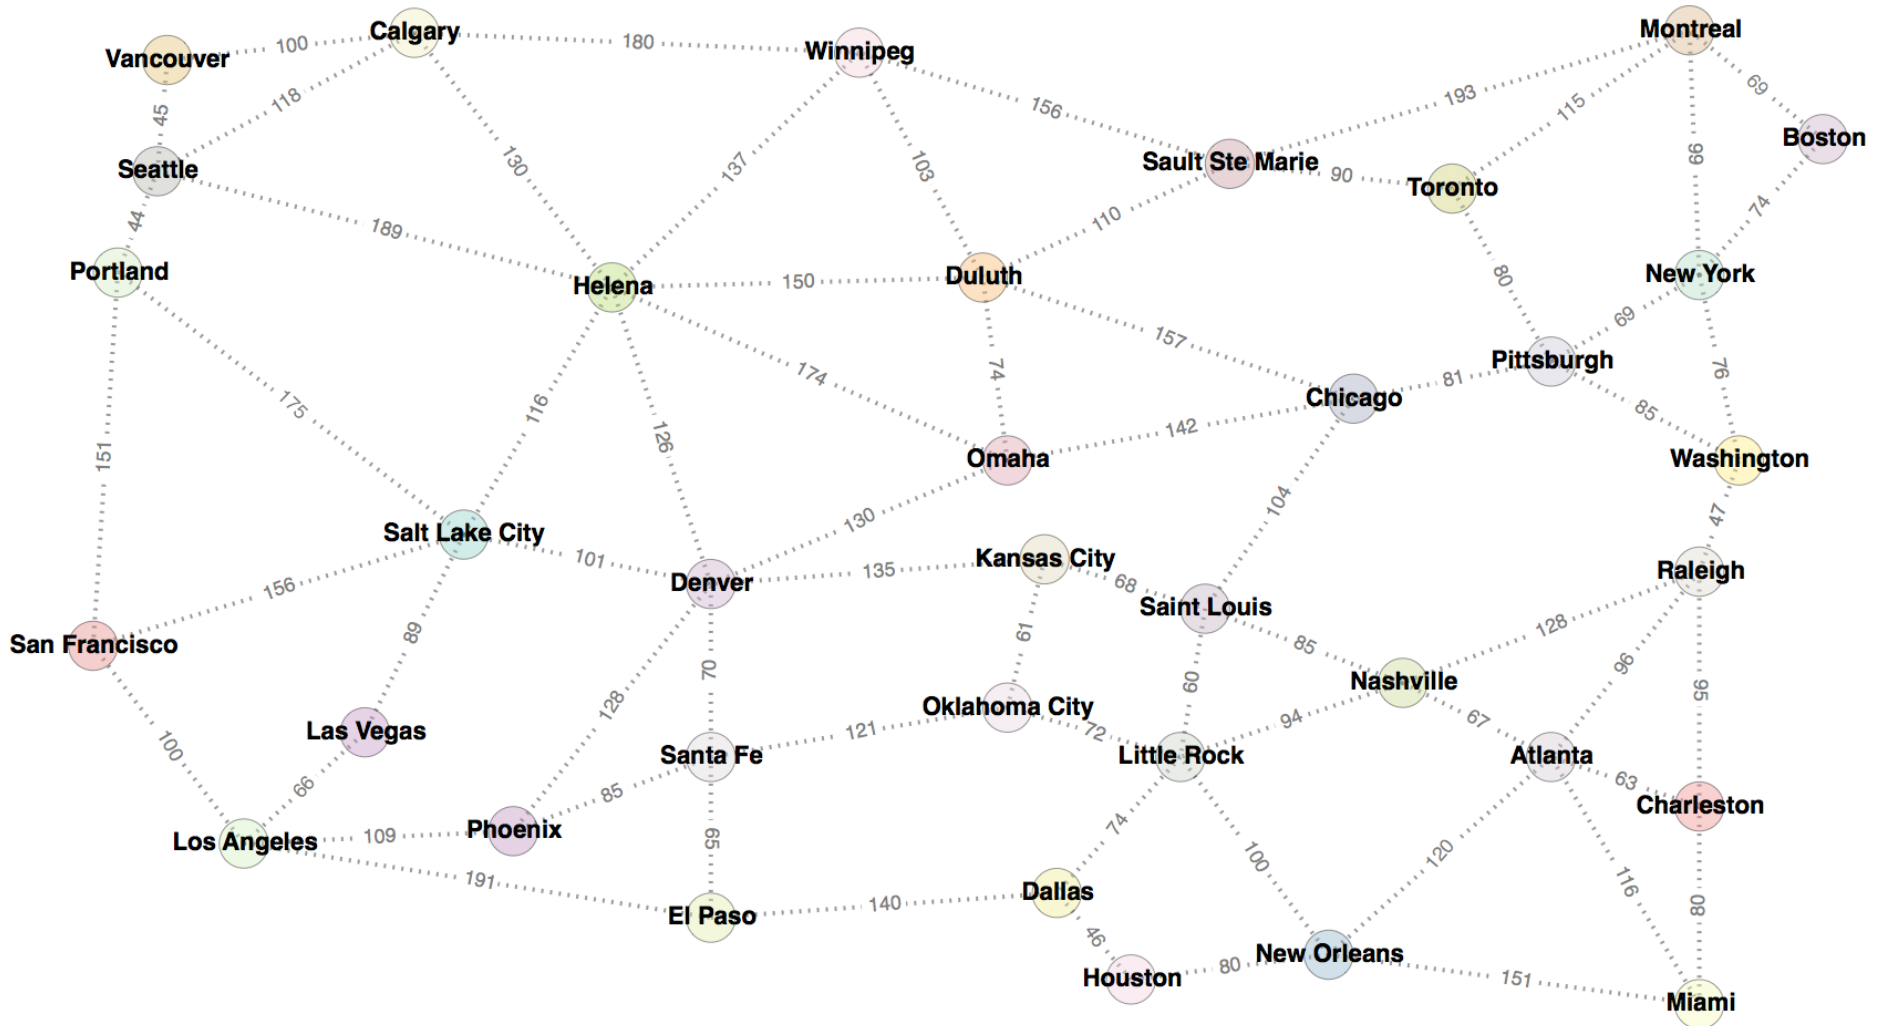 Vancouver
100
Calgary
180
Winnipeg
Montreal
45
118
156
193
115
69
Boston
Seattle
130
137
103
Sault Ste Marie
90
Toronto
99
44
189
110
74
Portland
Helena
150
Duluth
80
New York
175
174
157
69
151
116
126
74
142
Chicago
81
Pittsburgh
85
76
Omaha
Washington
130
104
47
Salt Lake City
101
Denver
135
Kansas City
68
Saint Louis
Raleigh
156
89
61
85
128
San Francisco
70
60
Nashville
96
95
100
Las Vegas
128
Santa Fe
121
Oklahoma City
72
Little Rock
94
67
Atlanta
63
Charleston
66
85
Los Angeles
109
Phoenix
65
74
100
120
116
80
191
El Paso
140
Dallas
46
Houston
80
New Orleans
151
Miami